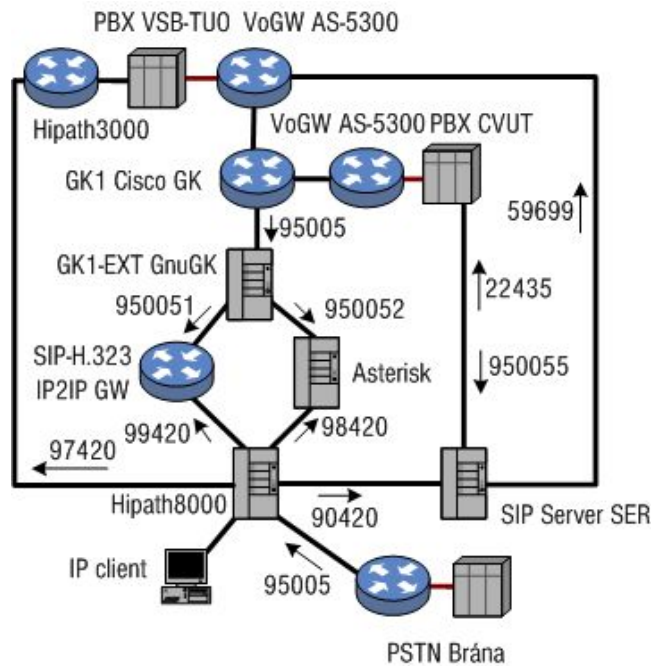 PBX VSB-TUO VoGW AS-5300
Hipath3000
VoGW AS-5300 PBX CVUT
GK1 Cisco GK
59699
95005
GK1-EXT GnuGK
22435
950051
950052
SIP-H.323
IP2IP GW
Asterisk
950055
99420
98420
97420
Hipath8000
90420
SIP Server SER
IP client
95005
PSTN Brána